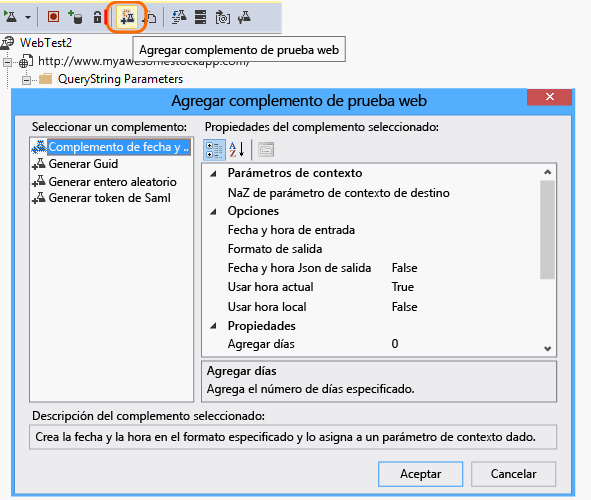 Agregar complemento de prueba web
WebTest2
http://www.myawesomestockapp.com/
QueryString Parameters
Agregar complemento de prueba web
Seleccionar un complemento:
Propiedades del complemento seleccionado:
Complemento de fecha y ..
Generar Guid
Generar entero aleatorio
Generar token de Saml
Parámetros de contexto
NaZ de parámetro de contexto de destino
Opciones
Fecha y hora de entrada
Formato de salida
Fecha y hora Json de salida False
Usar hora actual True
Usar hora local False
Propiedades
Agregar días 0
Agregar días
Agrega el número de días especificado.
Descripción del complemento seleccionado:
Crea la fecha y la hora en el formato especificado y lo asigna a un parámetro de contexto dado.
Aceptar Cancelar